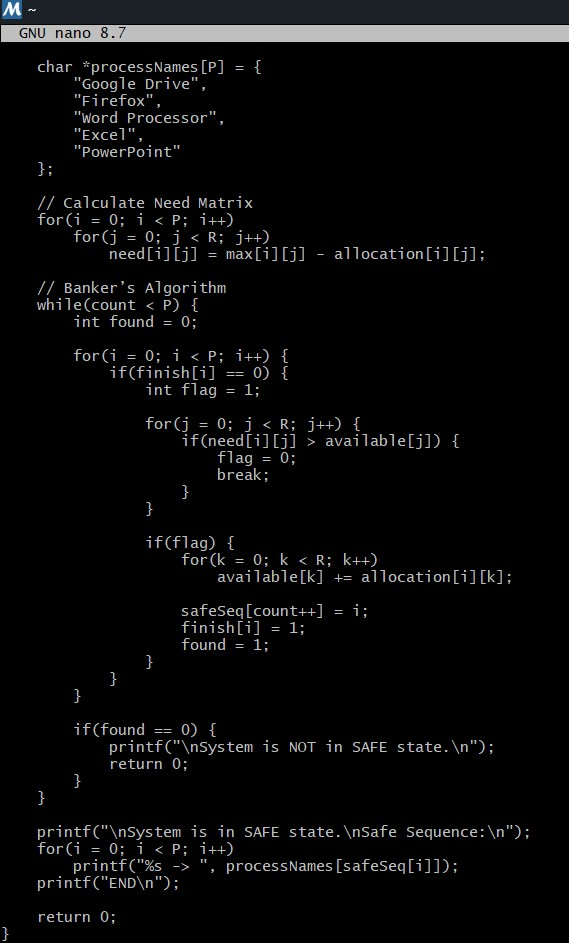 M ~
GNU nano 8.7
char *processNames[P] = {
"Google Drive",
"Firefox",
"Word Processor",
"Excel",
"PowerPoint"
};
// Calculate Need Matrix
for(i = 0; i < P; i++)
for(j = 0; j < R; j++)
need[i][j] = max[i][j] - allocation[i][j];
// Banker’s Algorithm
while(count < P) {
int found = 0;
for(i = 0; i < P; i++) {
if(finish[i] == 0) {
int flag = 1;
for(j = 0; j < R; j++) {
if(need[i][j] > available[j]) {
flag = 0;
break;
}
}
if(flag) {
for(k = 0; k < R; k++)
available[k] += allocation[i][k];
safeSeq[count++] = i;
finish[i] = 1;
found = 1;
}
}
}
if(found == 0) {
printf("\nSystem is NOT in SAFE state.\n");
return 0;
}
}
printf("\nSystem is in SAFE state.\nSafe Sequence:\n");
for(i = 0; i < P; i++)
printf("%s -> ", processNames[safeSeq[i]]);
printf("END\n");
return 0;
}